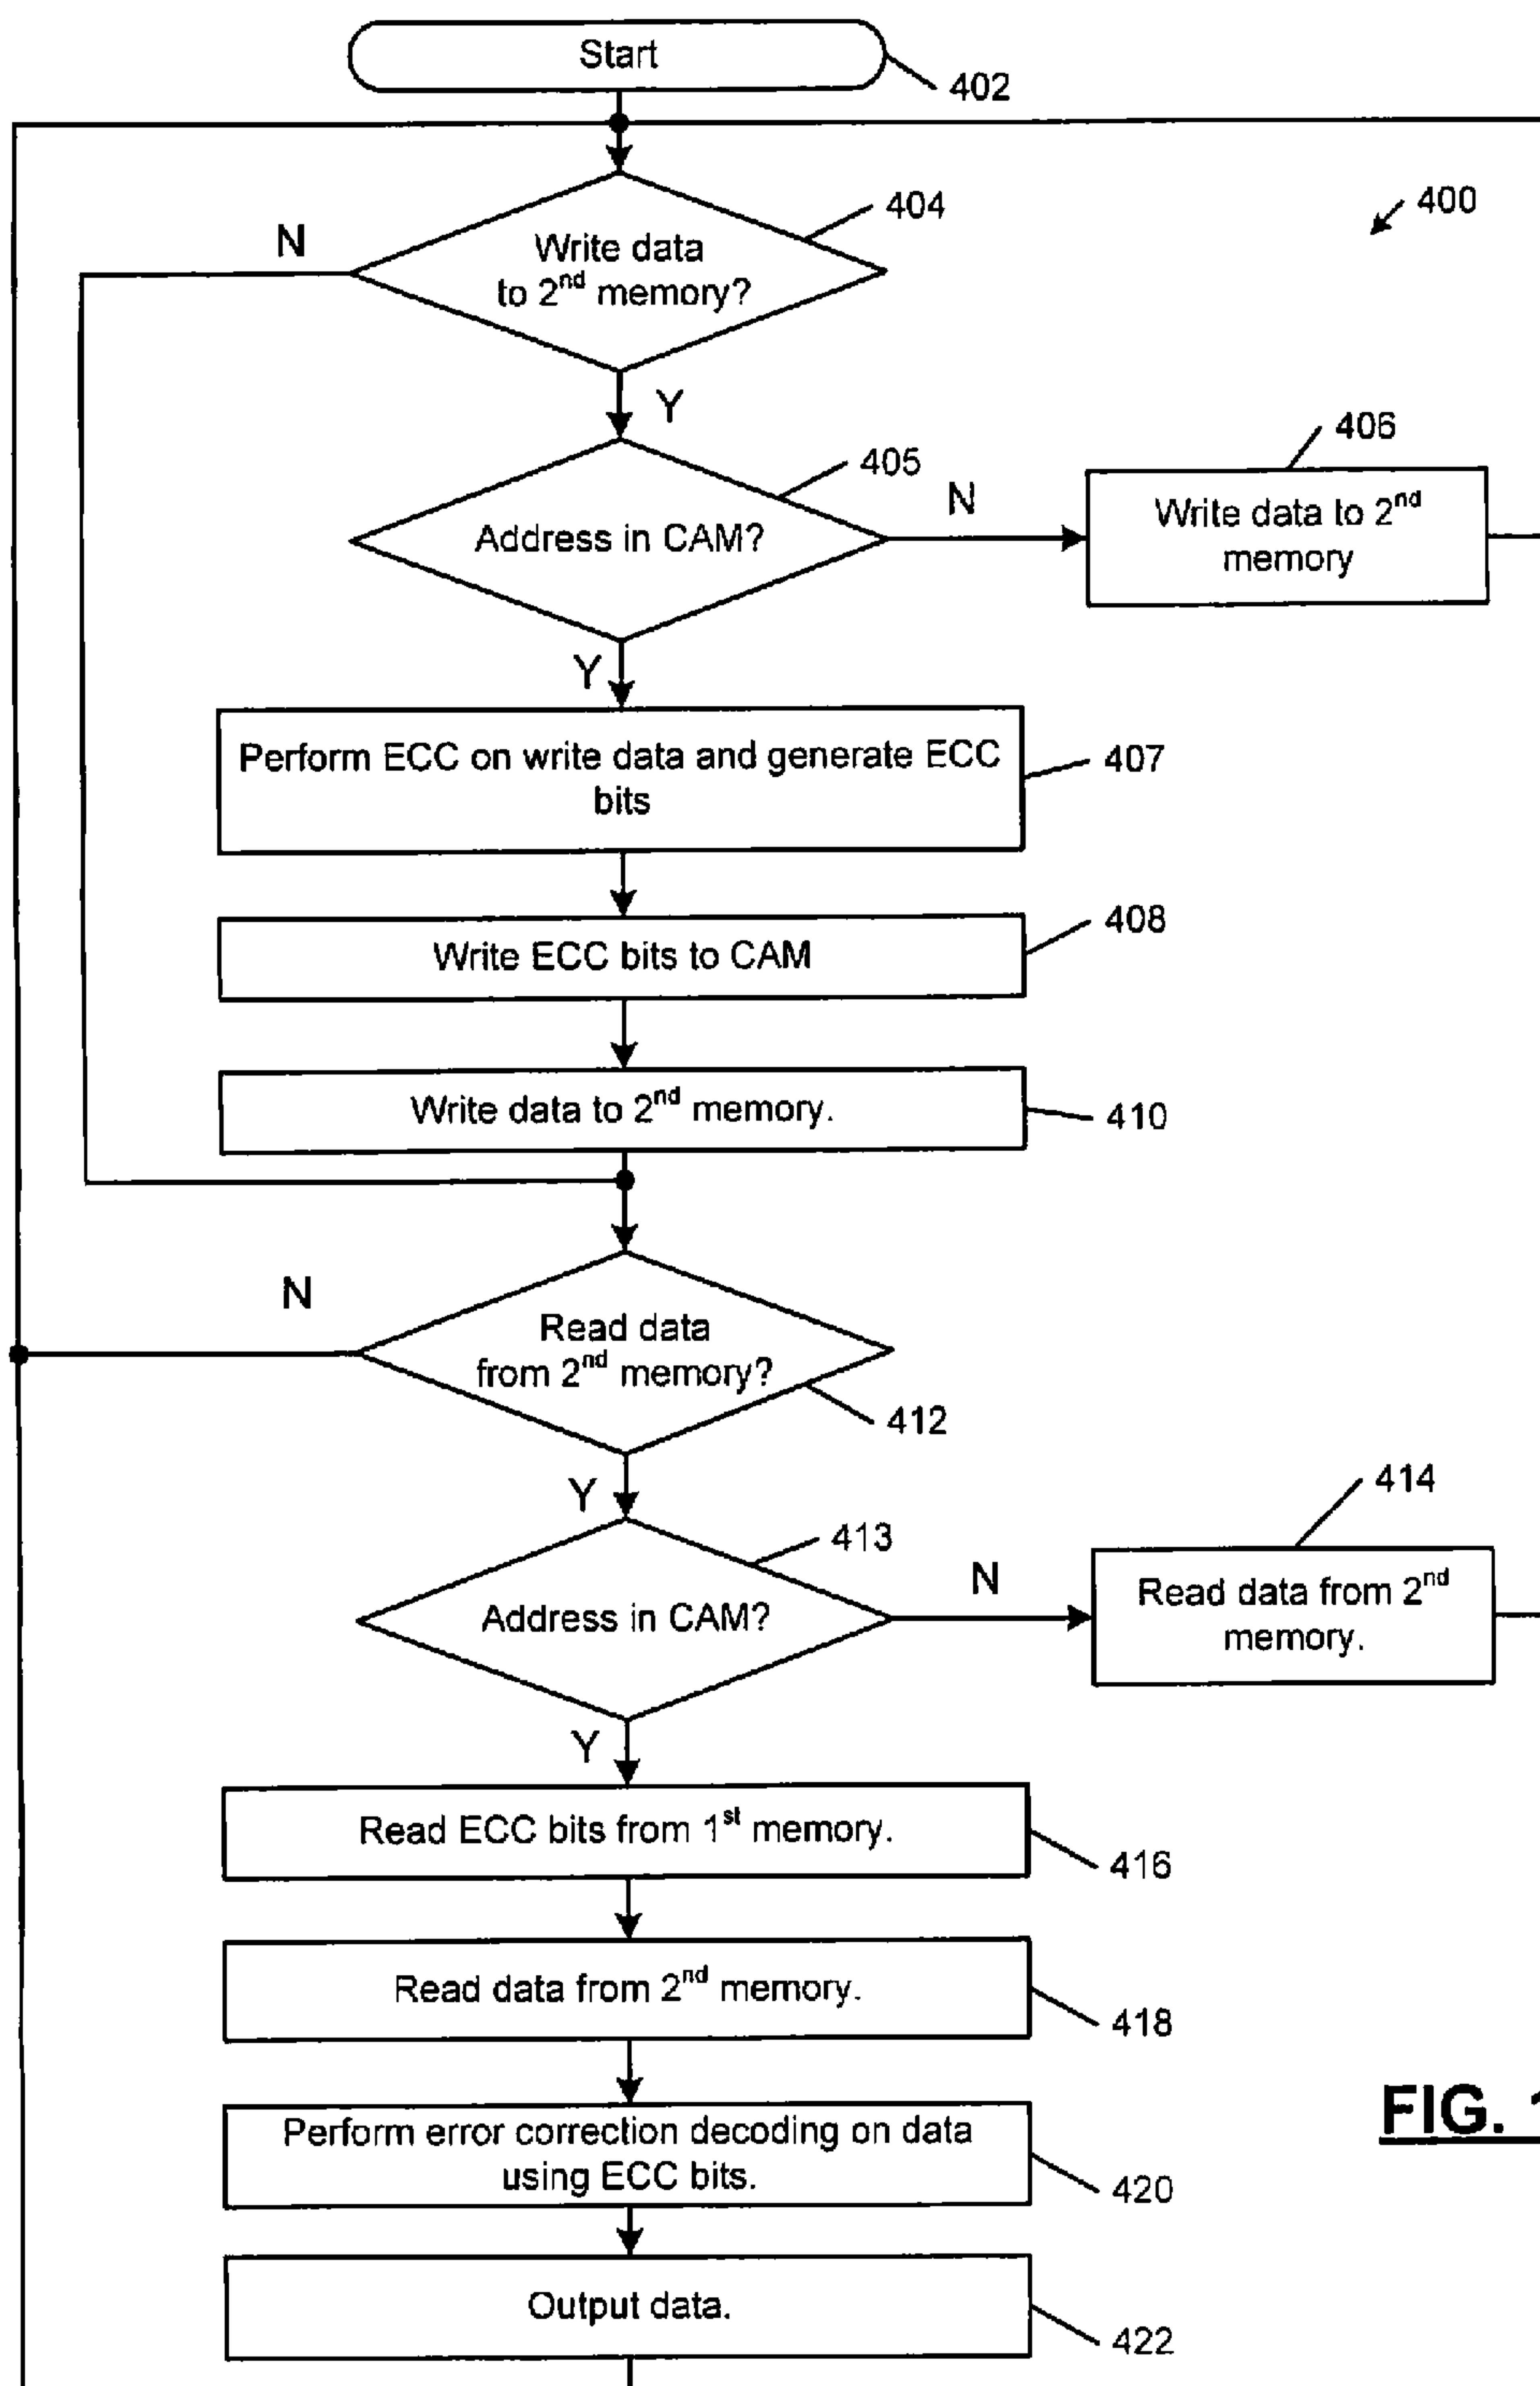 Start
402
400
404
N
Write data
to 2nd memory?
Y
406
405
N
Write data to 2nd
memory
Address in CAM?
Y
Perform ECC on write data and generate ECC
bits
407
408
Write ECC bits to CAM
Write data to 2nd memory.
410
N
Read data
from 2nd memory?
412
Y
414
413
N
Read data from 2nd
memory.
Address in CAM?
Y
Read ECC bits from 1st memory.
416
Read data from 2nd memory.
418
Perform error correction decoding on data
using ECC bits.
420
FIG.
Output data.
422